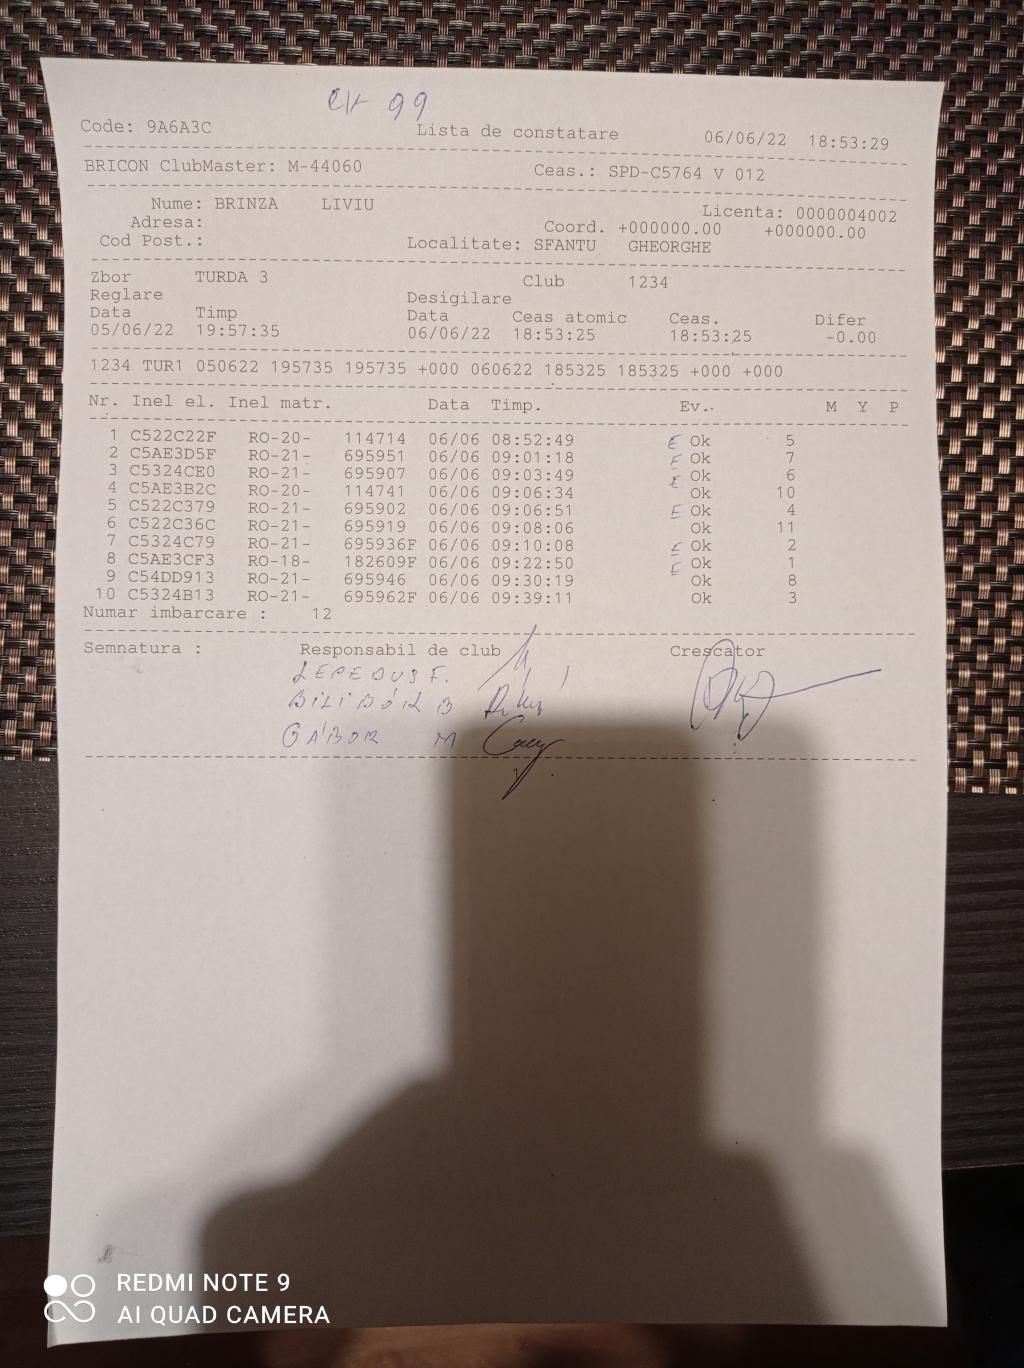 99
Code: 9A6A3C Lista de constatare 06/06/22 18:53:29
BRICON ClubMaster: M-44060 Ceas.: SPD-C5764 V 012
Nume: BRINZA LIVIU Licenta: 0000004002
Adresa: Coord. +000000.00 +000000.00
Cod Post.: Localitate: SFANTU GHEORGHE
Zbor TURDA 3 Club 1234
Reglare Desigilare
Data Timp Data Ceas atomic Ceas. Difer
05/06/22 19:57:35 06/06/22 18:53:25 18:53:25 -0.00
1234 TUR1 050622 195735 195735 +000 060622 185325 185325 +000 +000
Nr. Inel el. Inel matr. Data Timp. Ev.. M Y P
1 C522C22F RO-20- 114714 06/06 08:52:49 E Ok 5
2 C5AE3D5F RO-21- 695951 06/06 09:01:18 E Ok 7
3 C5324CE0 RO-21- 695907 06/06 09:03:49 E Ok 6
4 C5AE3B2C RO-20- 114741 06/06 09:06:34 Ok 10
5 C522C379 RO-21- 695902 06/06 09:06:51 E Ok 4
6 C522C36C RO-21- 695919 06/06 09:08:06 Ok 11
7 C5324C79 RO-21- 695936F 06/06 09:10:08 E Ok 2
8 C5AE3CF3 RO-18- 182609F 06/06 09:22:50 E Ok 1
9 C54DD913 RO-21- 695946 06/06 09:30:19 Ok 8
10 C5324B13 RO-21- 695962F 06/06 09:39:11 Ok 3
Numar imbarcare : 12
Semnatura : Responsabil de club Crescator
LEPEDUS F.
BILIBÓK B
GÁBOR M
REDMI NOTE 9
AI QUAD CAMERA